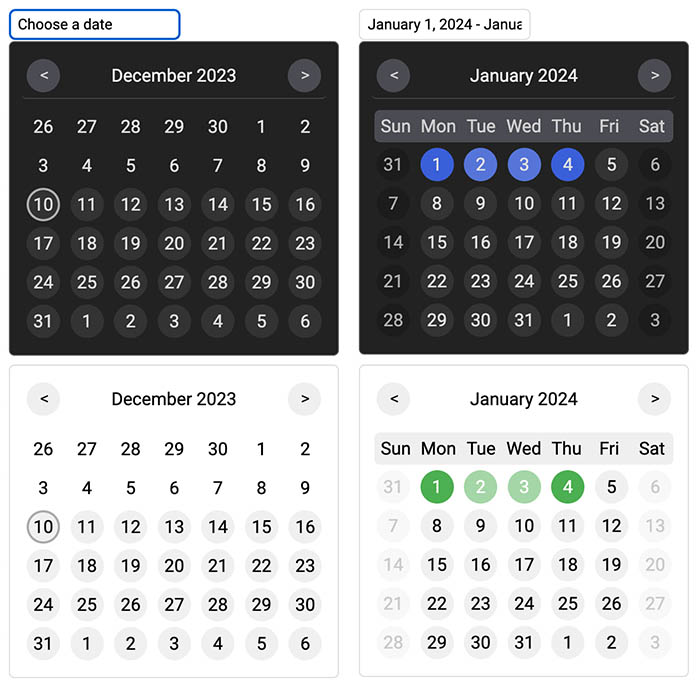 Choose a date
< December 2023 >
26 27 28 29 30 1 2
3 4 5 6 7 8 9
10 11 12 13 14 15 16
17 18 19 20 21 22 23
24 25 26 27 28 29 30
31 1 2 3 4 5 6
January 1, 2024 - Janua
< January 2024 >
Sun Mon Tue Wed Thu Fri Sat
31 1 2 3 4 5 6
7 8 9 10 11 12 13
14 15 16 17 18 19 20
21 22 23 24 25 26 27
28 29 30 31 1 2 3
< December 2023 >
26 27 28 29 30 1 2
3 4 5 6 7 8 9
10 11 12 13 14 15 16
17 18 19 20 21 22 23
24 25 26 27 28 29 30
31 1 2 3 4 5 6
< January 2024 >
Sun Mon Tue Wed Thu Fri Sat
31 1 2 3 4 5 6
7 8 9 10 11 12 13
14 15 16 17 18 19 20
21 22 23 24 25 26 27
28 29 30 31 1 2 3